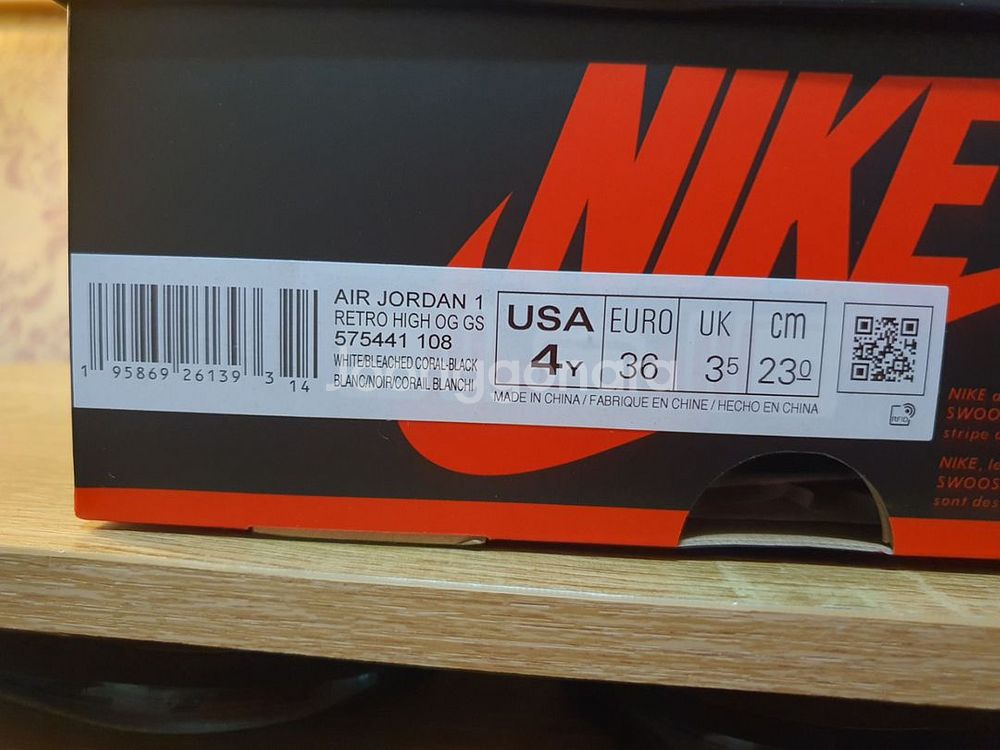 NIKE
AIR JORDAN 1
RETRO HIGH OG GS
575441 108
WHITE/BLEACHED CORAL-BLACK
BLANC/NOIR/CORAIL BLANCHI
1 95869 26139 3 14
USA EURO UK cm
4Y 36 35 230
MADE IN CHINA / FABRIQUE EN CHINE / HECHO EN CHINA
RFID
NIKE
SWOO
stripe
NIKE, l
SWOOS
sont des